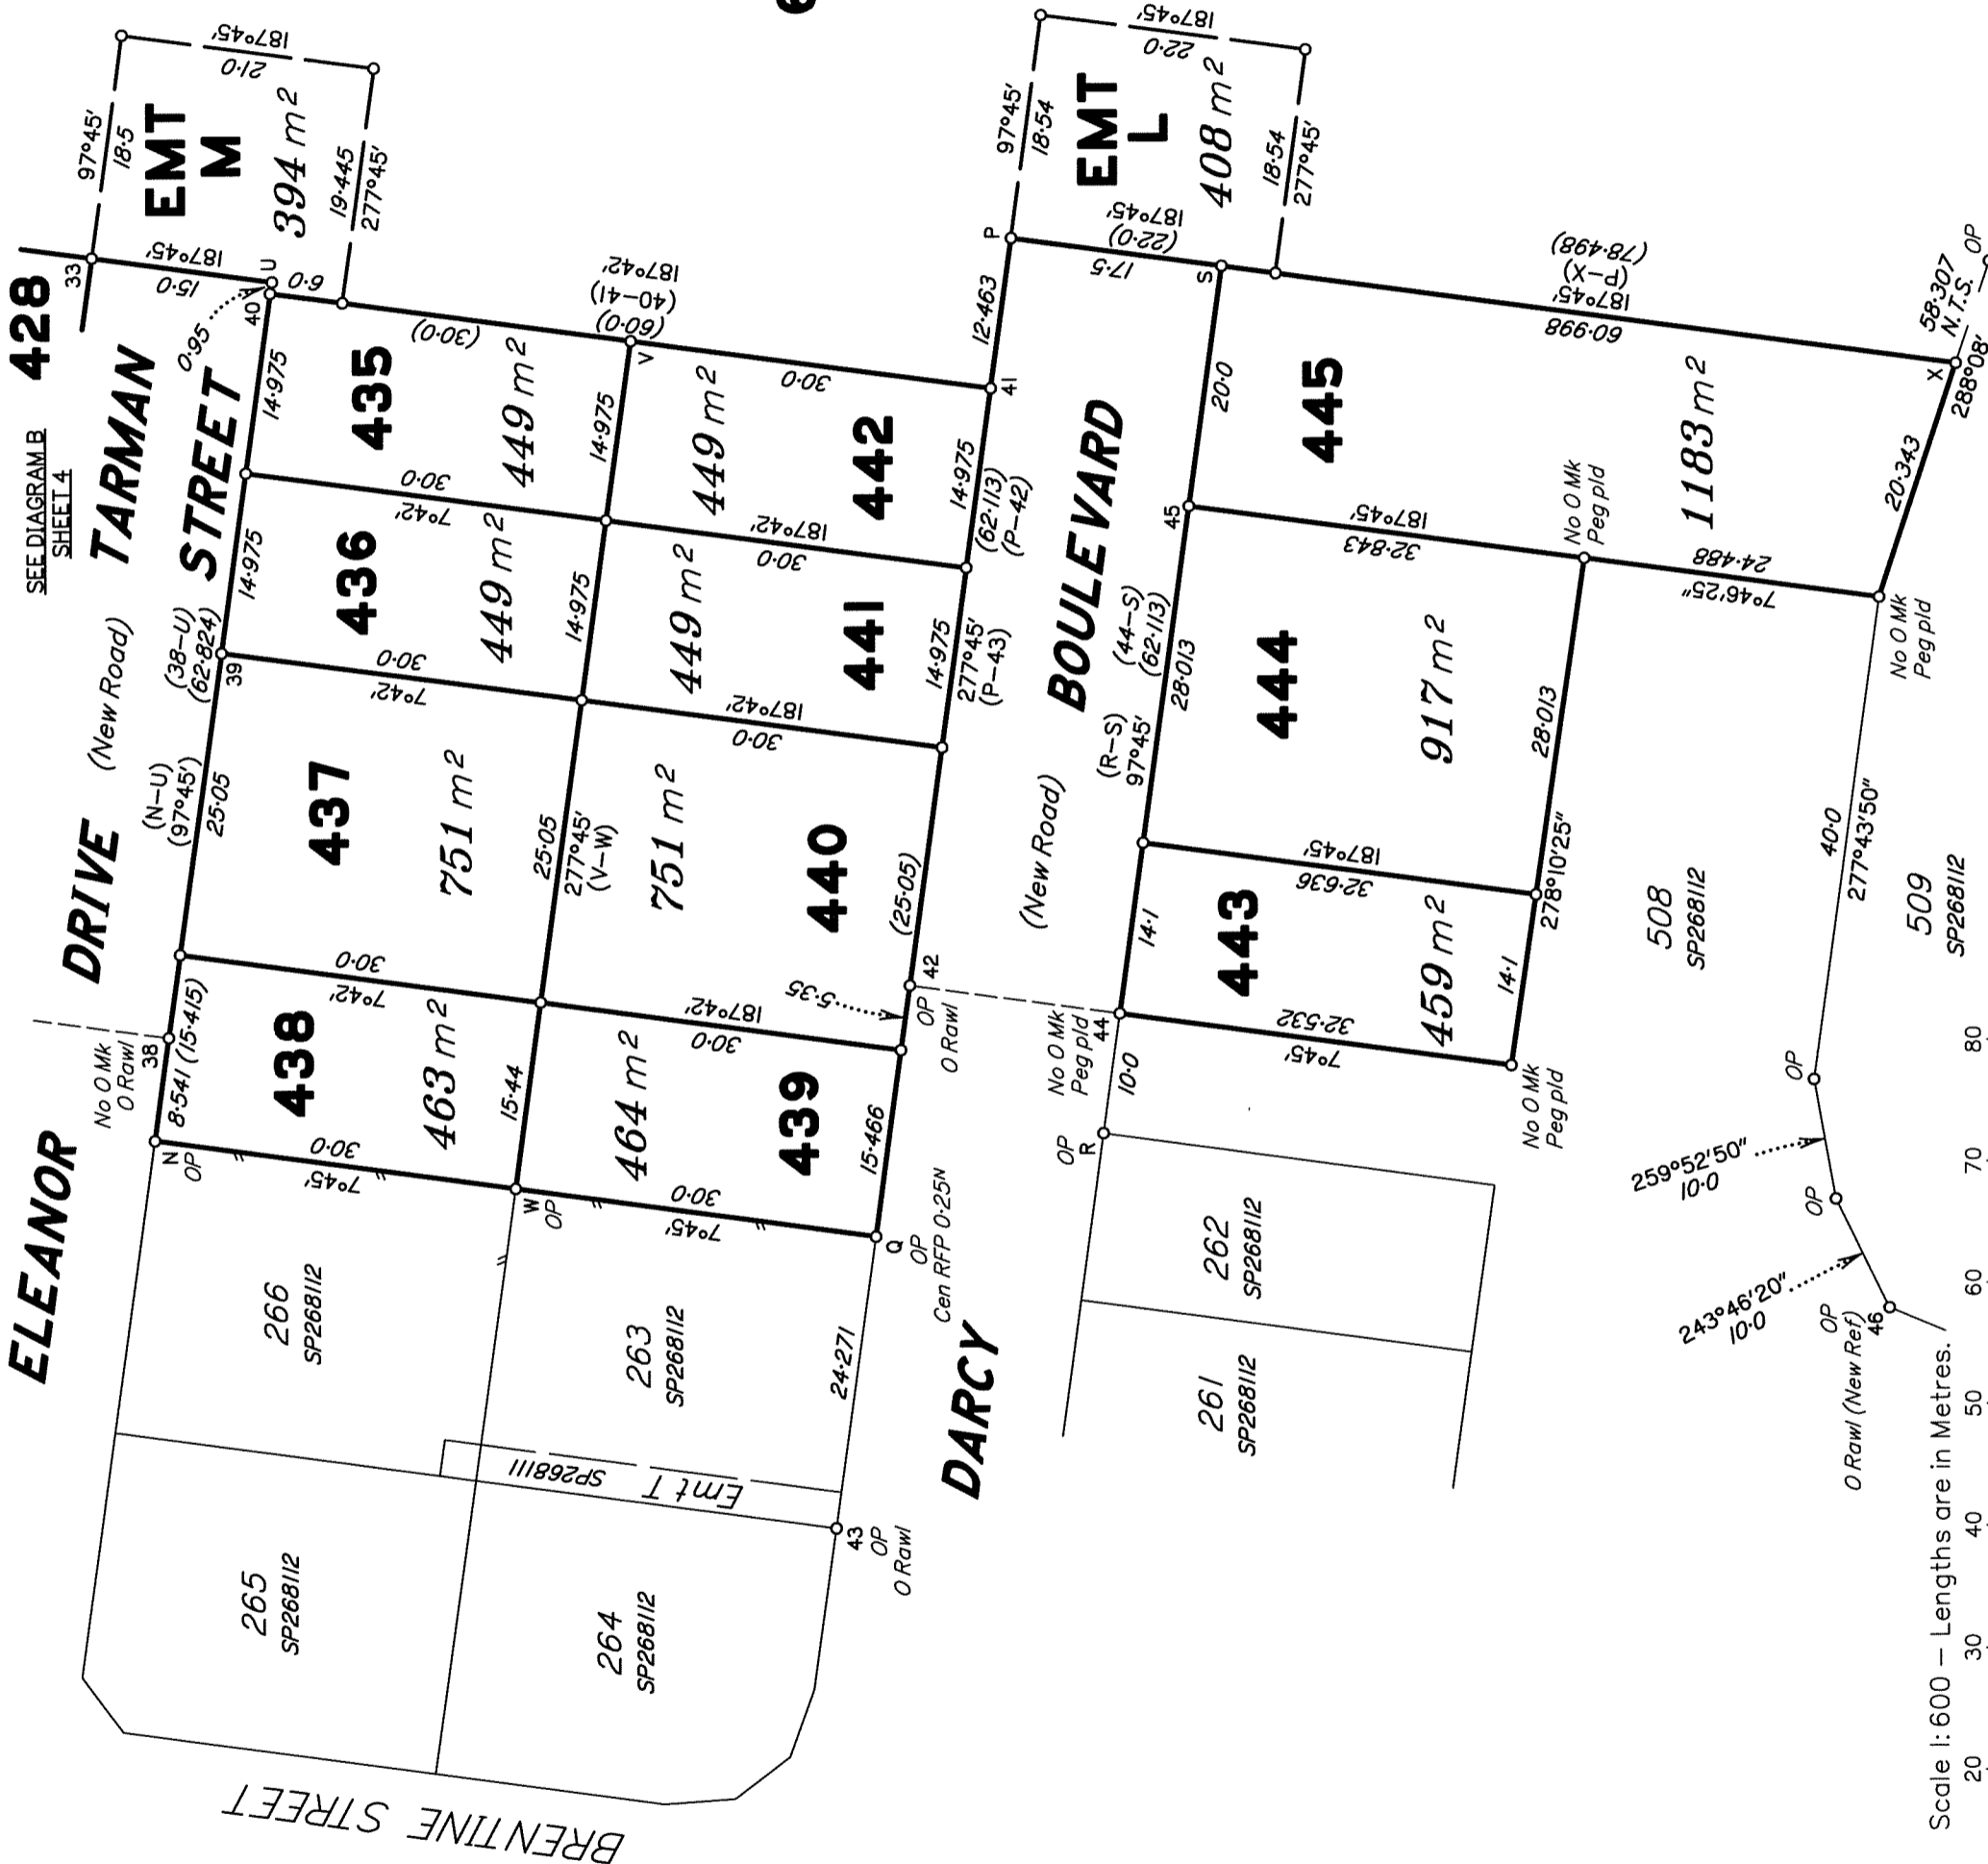 428
SEE DIAGRAM B
SHEET 4
TARMAN
STREET
ELEANOR
DRIVE
(New Road)
33
97°45'
18·5
EMT
M
394 m²
187°45'
21·0
19·445
277°45'
187°45'
15·0
U
6·0
40
0·95
14·975
435
449 m²
(30·0)
187°42'
(40-41)
(60·0)
V
14·975
30·0
7°42'
14·975
436
449 m²
14·975
(38-U)
(62·824)
39
30·0
7°42'
(N-U)
(97°45')
25·05
437
751 m²
25·05
277°45'
(V-W)
30·0
7°42'
No O Mk
O Rawl
38
8·541 (15·415)
438
463 m²
15·44
N
OP
30·0
7°45'
W
OP
449 m²
442
30·0
41
12·463
P
14·975
(62·113)
(P-42)
187°42'
30·0
449 m²
441
14·975
277°45'
(P-43)
187°42'
30·0
751 m²
440
(25·05)
42
OP
O Rawl
5·35
187°42'
30·0
464 m²
439
15·466
30·0
7°45'
Q
OP
Cen RFP 0·25N
266
SP268112
263
SP268112
24·271
Emt T
SP268111
43
OP
O Rawl
265
SP268112
264
SP268112
BRENTINE STREET
DARCY
BOULEVARD
(New Road)
6
97°45'
18·54
EMT
L
408 m²
187°45'
22·0
18·54
277°45'
187°45'
(22·0)
17·5
S
20·0
445
1183 m²
187°45'
(P-X)
(78·498)
60·998
X
58·307
N.T.S.
OP
288°08'
20·343
45
(44-S)
(62·113)
28·013
(R-S)
97°45'
187°45'
32·843
No O Mk
Peg pld
24·488
7°46'25"
No O Mk
Peg pld
444
917 m²
28·013
278°10'25"
187°45'
32·636
14·1
443
459 m²
14·1
32·532
7°45'
No O Mk
Peg pld
44
10·0
OP
R
No O Mk
Peg pld
262
SP268112
261
SP268112
508
SP268112
40·0
277°43'50"
509
SP268112
OP
259°52'50"
10·0
OP
243°46'20"
10·0
OP
46
O Rawl (New Ref)
Scale 1:600 — Lengths are in Metres.
20 30 40 50 60 70 80